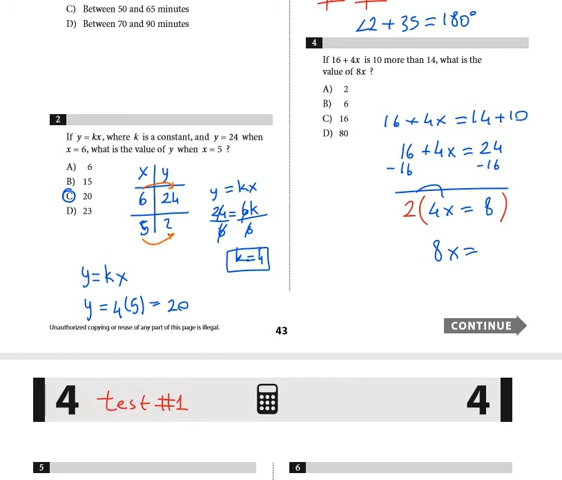 C) Between 50 and 65 minutes
D) Between 70 and 90 minutes
2
If y = kx, where k is a constant, and y = 24 when
x = 6, what is the value of y when x = 5 ?
A) 6
B) 15
C) 20
D) 23
x y
6 24
5 ?
y = kx
24 = 6k
6 6
k = 4
y = kx
y = 4(5) = 20
∠2 + 35 = 180°
4
If 16 + 4x is 10 more than 14, what is the
value of 8x ?
A) 2
B) 6
C) 16
D) 80
16 + 4x = 14 + 10
16 + 4x = 24
-16 -16
2(4x = 8)
8x =
Unauthorized copying or reuse of any part of this page is illegal.
43
CONTINUE
4 test #1 4
5
6